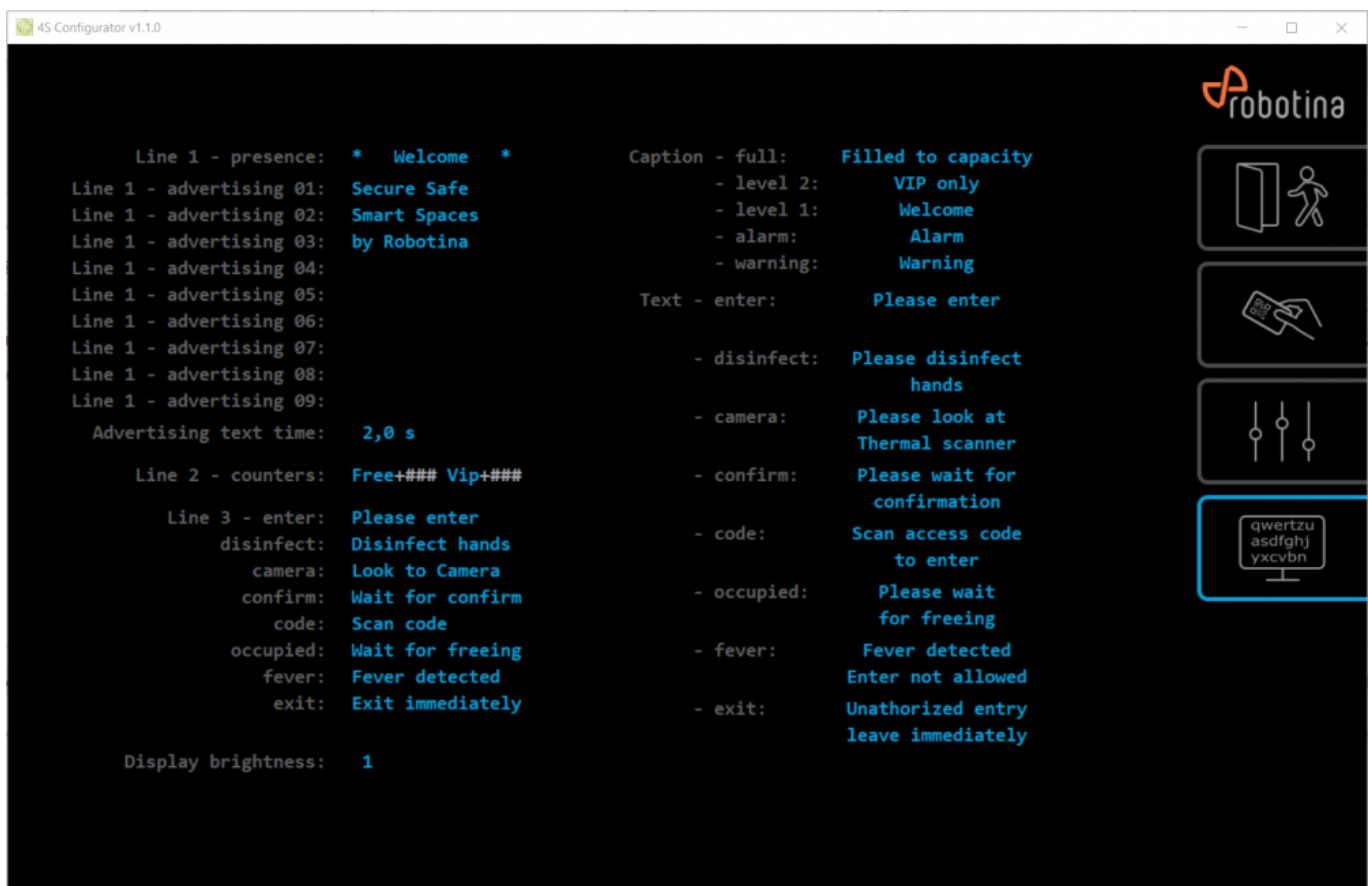 4S Configurator v1.1.0
robotina
Line 1 - presence: * Welcome *
Line 1 - advertising 01: Secure Safe
Line 1 - advertising 02: Smart Spaces
Line 1 - advertising 03: by Robotina
Line 1 - advertising 04:
Line 1 - advertising 05:
Line 1 - advertising 06:
Line 1 - advertising 07:
Line 1 - advertising 08:
Line 1 - advertising 09:
Advertising text time: 2,0 s
Line 2 - counters: Free+### Vip+###
Line 3 - enter: Please enter
disinfect: Disinfect hands
camera: Look to Camera
confirm: Wait for confirm
code: Scan code
occupied: Wait for freeing
fever: Fever detected
exit: Exit immediately
Display brightness: 1
Caption - full: Filled to capacity
- level 2: VIP only
- level 1: Welcome
- alarm: Alarm
- warning: Warning
Text - enter: Please enter
- disinfect: Please disinfect
hands
- camera: Please look at
Thermal scanner
- confirm: Please wait for
confirmation
- code: Scan access code
to enter
- occupied: Please wait
for freeing
- fever: Fever detected
Enter not allowed
- exit: Unathorized entry
leave immediately
qwertzu
asdfghj
yxcvbn